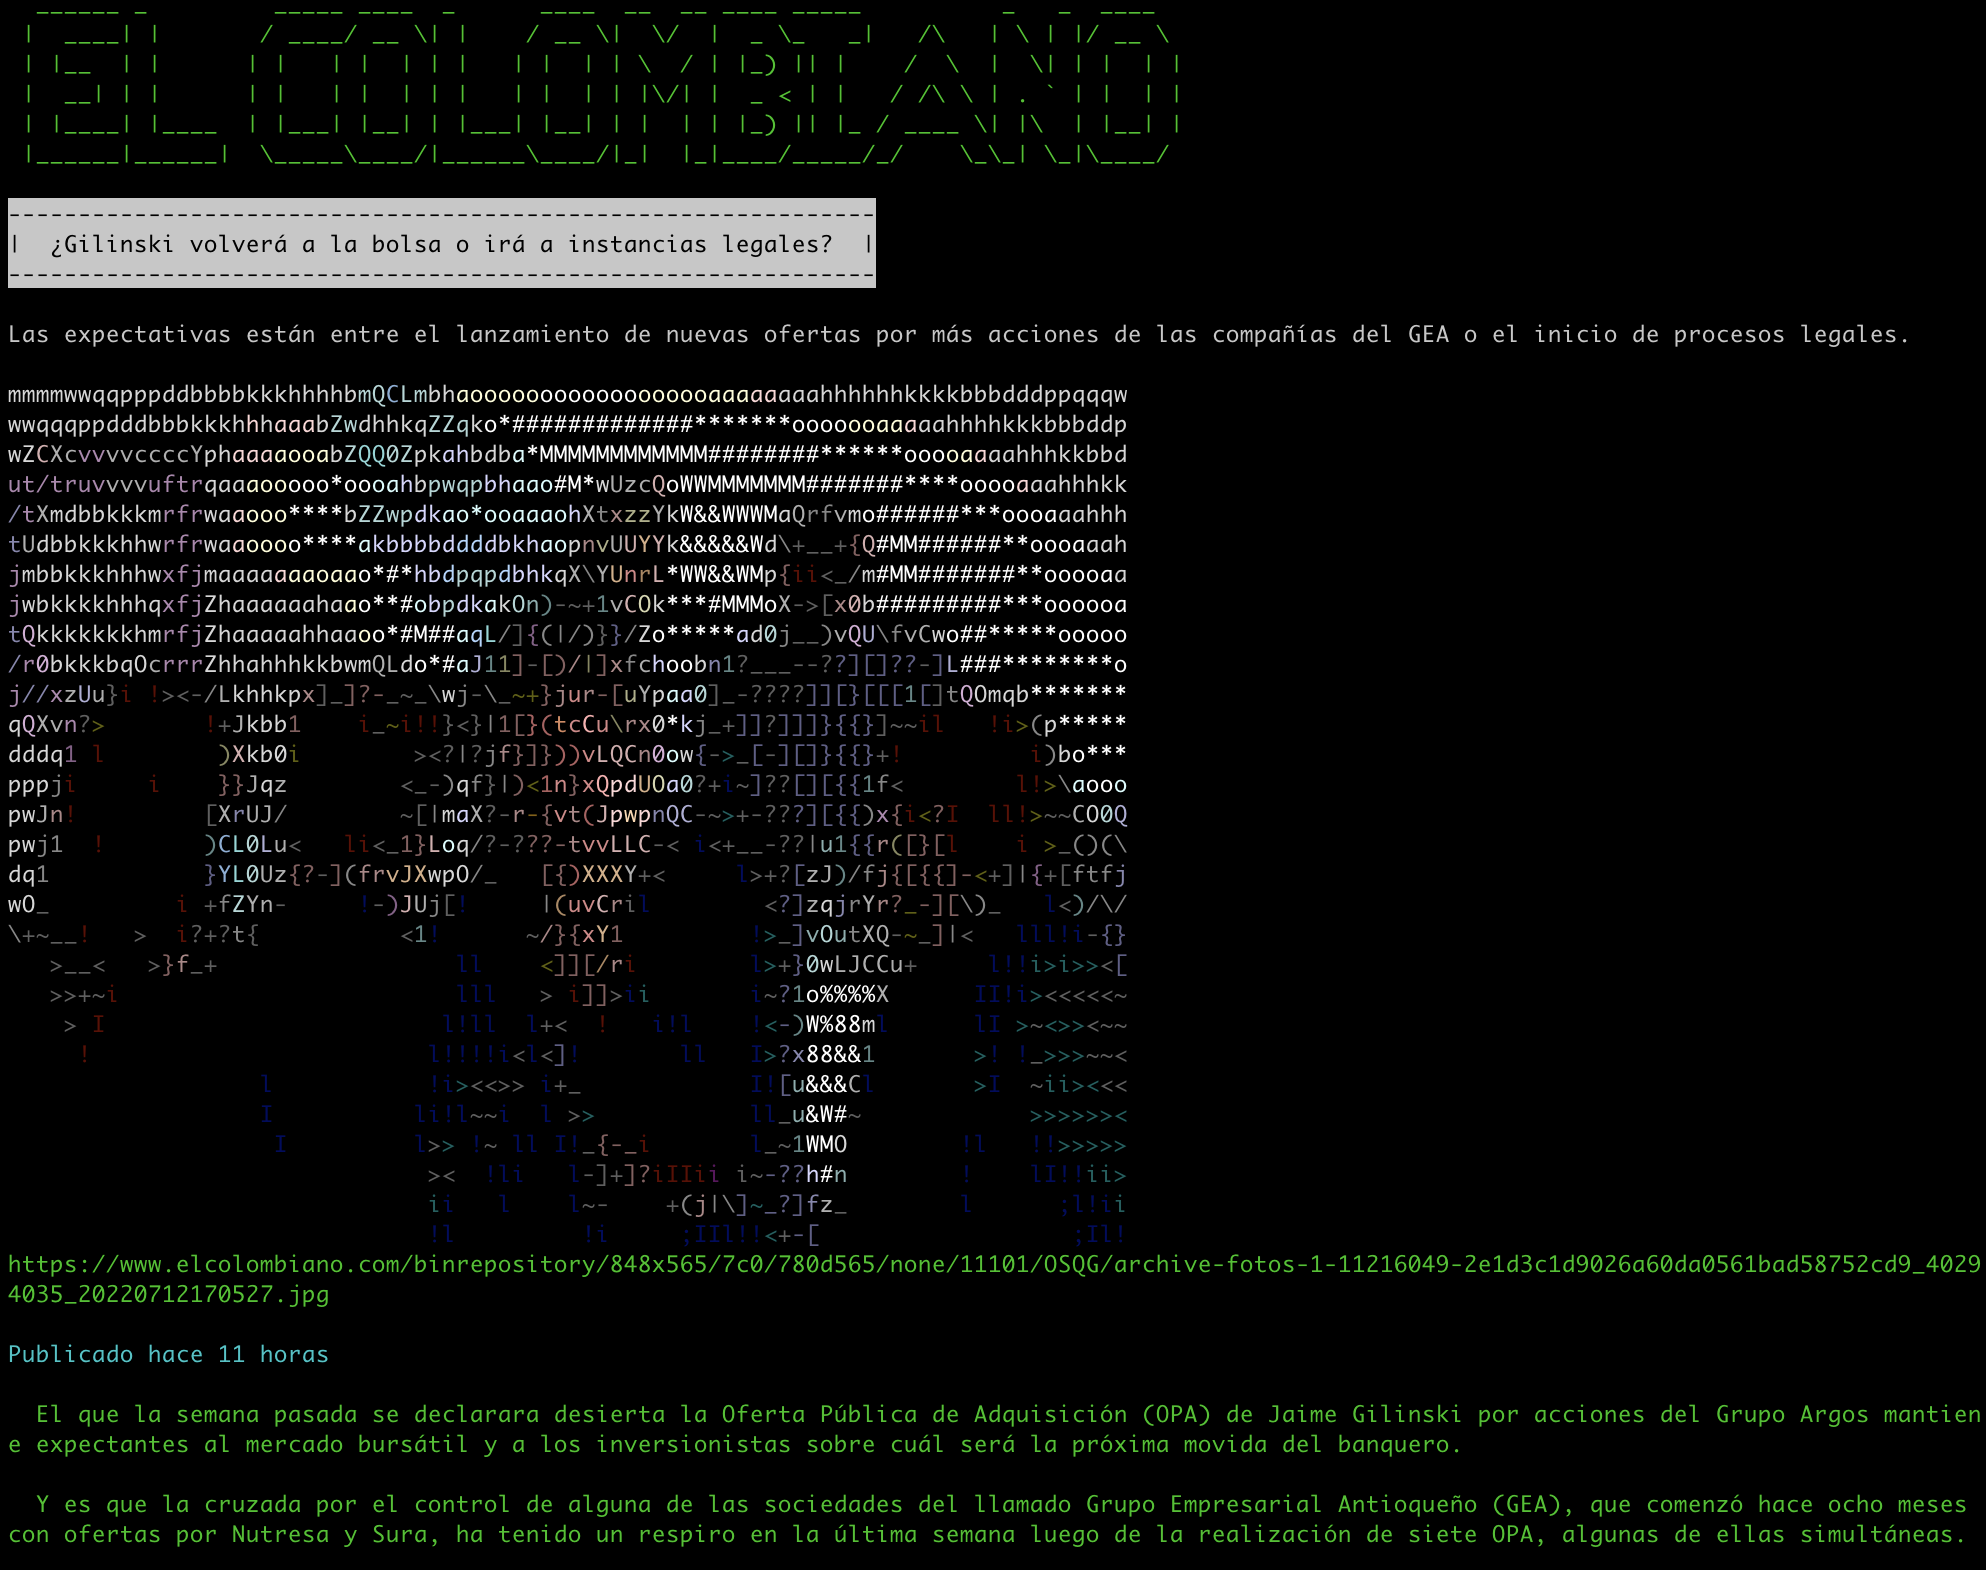 EL COLOMBIANO
¿Gilinski volverá a la bolsa o irá a instancias legales?
Las expectativas están entre el lanzamiento de nuevas ofertas por más acciones de las compañías del GEA o el inicio de procesos legales.
https://www.elcolombiano.com/binrepository/848x565/7c0/780d565/none/11101/OSQG/archive-fotos-1-11216049-2e1d3c1d9026a60da0561bad58752cd9_4029
4035_20220712170527.jpg
Publicado hace 11 horas
El que la semana pasada se declarara desierta la Oferta Pública de Adquisición (OPA) de Jaime Gilinski por acciones del Grupo Argos mantien
e expectantes al mercado bursátil y a los inversionistas sobre cuál será la próxima movida del banquero.
Y es que la cruzada por el control de alguna de las sociedades del llamado Grupo Empresarial Antioqueño (GEA), que comenzó hace ocho meses
con ofertas por Nutresa y Sura, ha tenido un respiro en la última semana luego de la realización de siete OPA, algunas de ellas simultáneas.